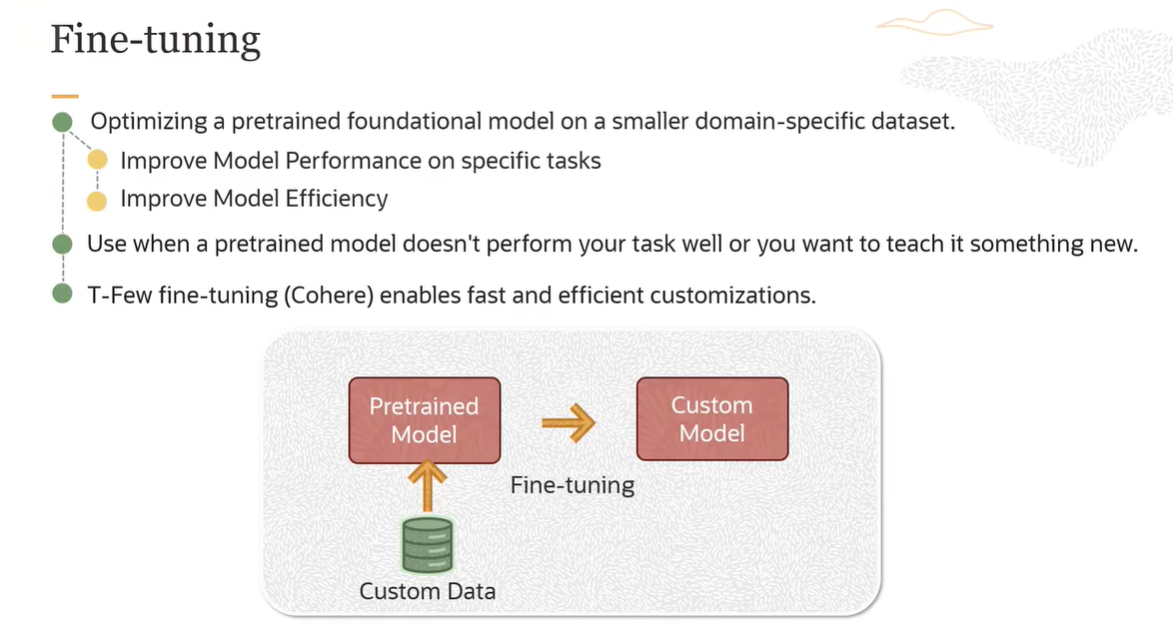 Fine-tuning
Optimizing a pretrained foundational model on a smaller domain-specific dataset.
Improve Model Performance on specific tasks
Improve Model Efficiency
Use when a pretrained model doesn't perform your task well or you want to teach it something new.
T-Few fine-tuning (Cohere) enables fast and efficient customizations.
Pretrained
Model
Custom
Model
Fine-tuning
Custom Data